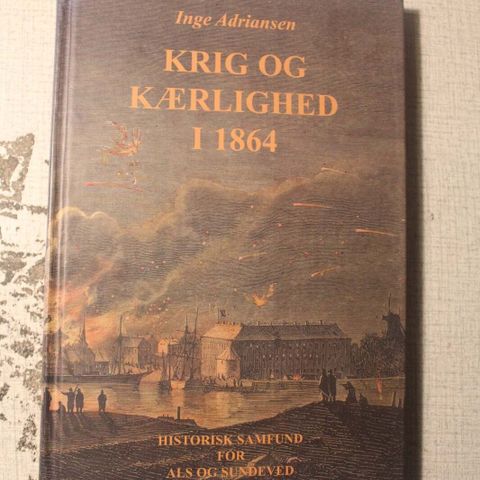 Inge Adriansen
KRIG OG
KÆRLIGHED
I 1864
HISTORISK SAMFUND
FOR
ALS OG SUNDEVED